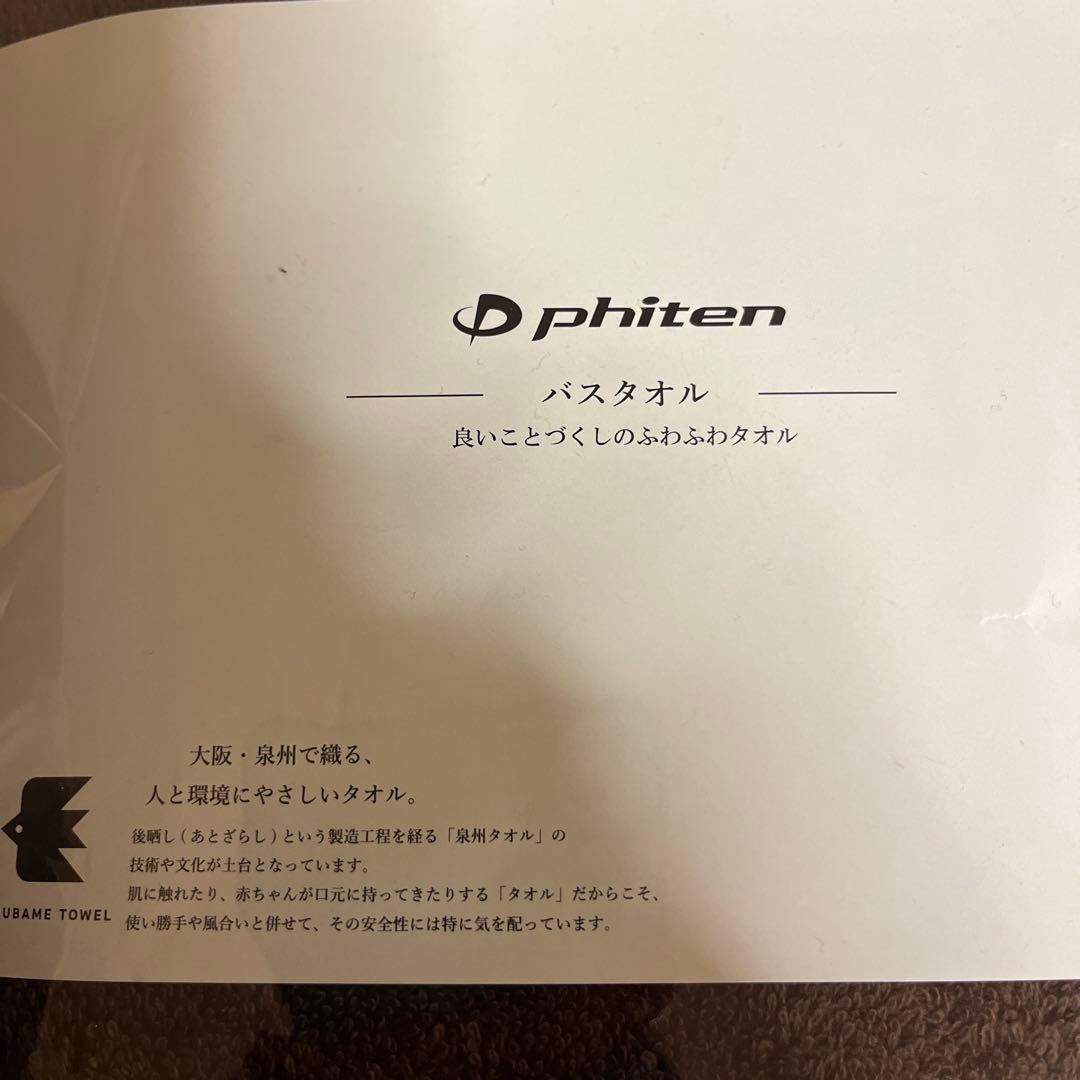 phiten
バスタオル
良いことづくしのふわふわタオル
大阪・泉州で織る、
人と環境にやさしいタオル。
後晒し(あとざらし)という製造工程を経る「泉州タオル」の
技術や文化が土台となっています。
肌に触れたり、赤ちゃんが口元に持ってきたりする「タオル」だからこそ、
使い勝手や風合いと併せて、その安全性には特に気を配っています。
UBAME TOWEL